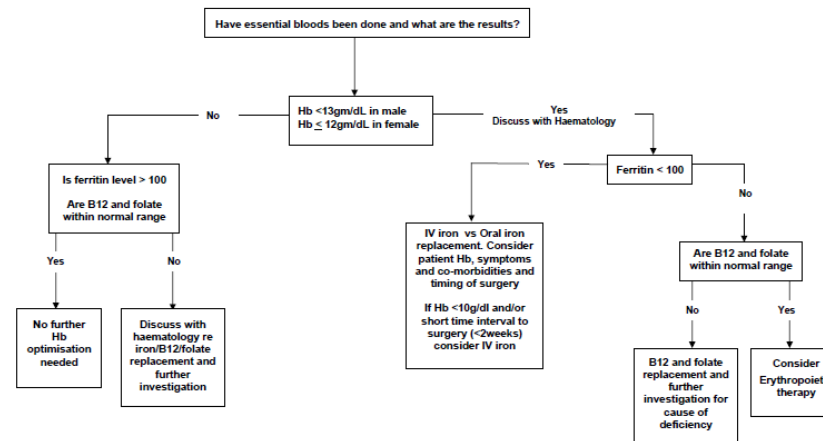 Have essential bloods been done and what are the results?
Hb <13gm/dL in male
Hb ≤ 12gm/dL in female
No
Yes
Discuss with Haematology
Is ferritin level > 100
Are B12 and folate
within normal range
Yes
No
No further
Hb
optimisation
needed
Discuss with
haematology re
iron/B12/folate
replacement and
further
investigation
Ferritin < 100
Yes
No
IV iron vs Oral iron
replacement. Consider
patient Hb, symptoms
and co-morbidities and
timing of surgery
If Hb <10g/dl and/or
short time interval to
surgery (<2weeks)
consider IV iron
Are B12 and folate
within normal range
No
Yes
B12 and folate
replacement and
further
investigation for
cause of
deficiency
Consider
Erythropoiet
therapy